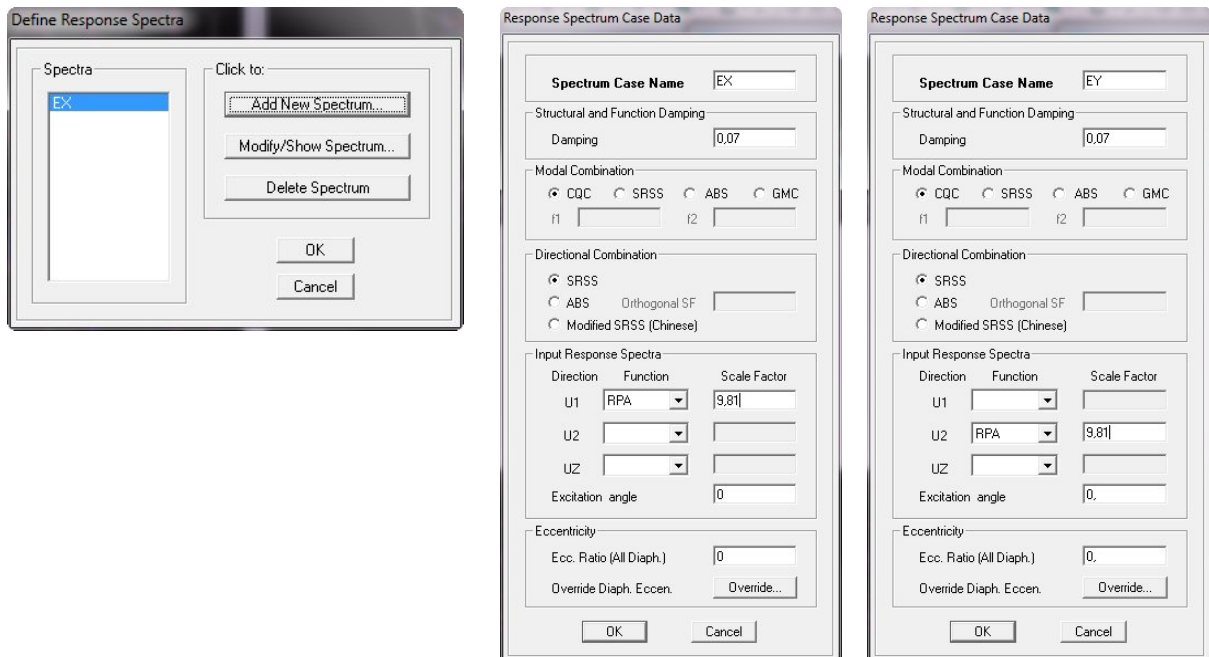 Define Response Spectra
Spectra
EX
Click to:
Add New Spectrum...
Modify/Show Spectrum...
Delete Spectrum
OK
Cancel
Response Spectrum Case Data
Spectrum Case Name EX
Structural and Function Damping
Damping 0,07
Modal Combination
CQC SRSS ABS GMC
f1 f2
Directional Combination
SRSS
ABS Orthogonal SF
Modified SRSS (Chinese)
Input Response Spectra
Direction Function Scale Factor
U1 RPA 9,81
U2
UZ
Excitation angle 0
Eccentricity
Ecc. Ratio (All Diaph.) 0
Override Diaph. Eccen. Override...
OK Cancel
Response Spectrum Case Data
Spectrum Case Name EY
Structural and Function Damping
Damping 0,07
Modal Combination
CQC SRSS ABS GMC
f1 f2
Directional Combination
SRSS
ABS Orthogonal SF
Modified SRSS (Chinese)
Input Response Spectra
Direction Function Scale Factor
U1
U2 RPA 9,81
UZ
Excitation angle 0,
Eccentricity
Ecc. Ratio (All Diaph.) 0,
Override Diaph. Eccen. Override...
OK Cancel